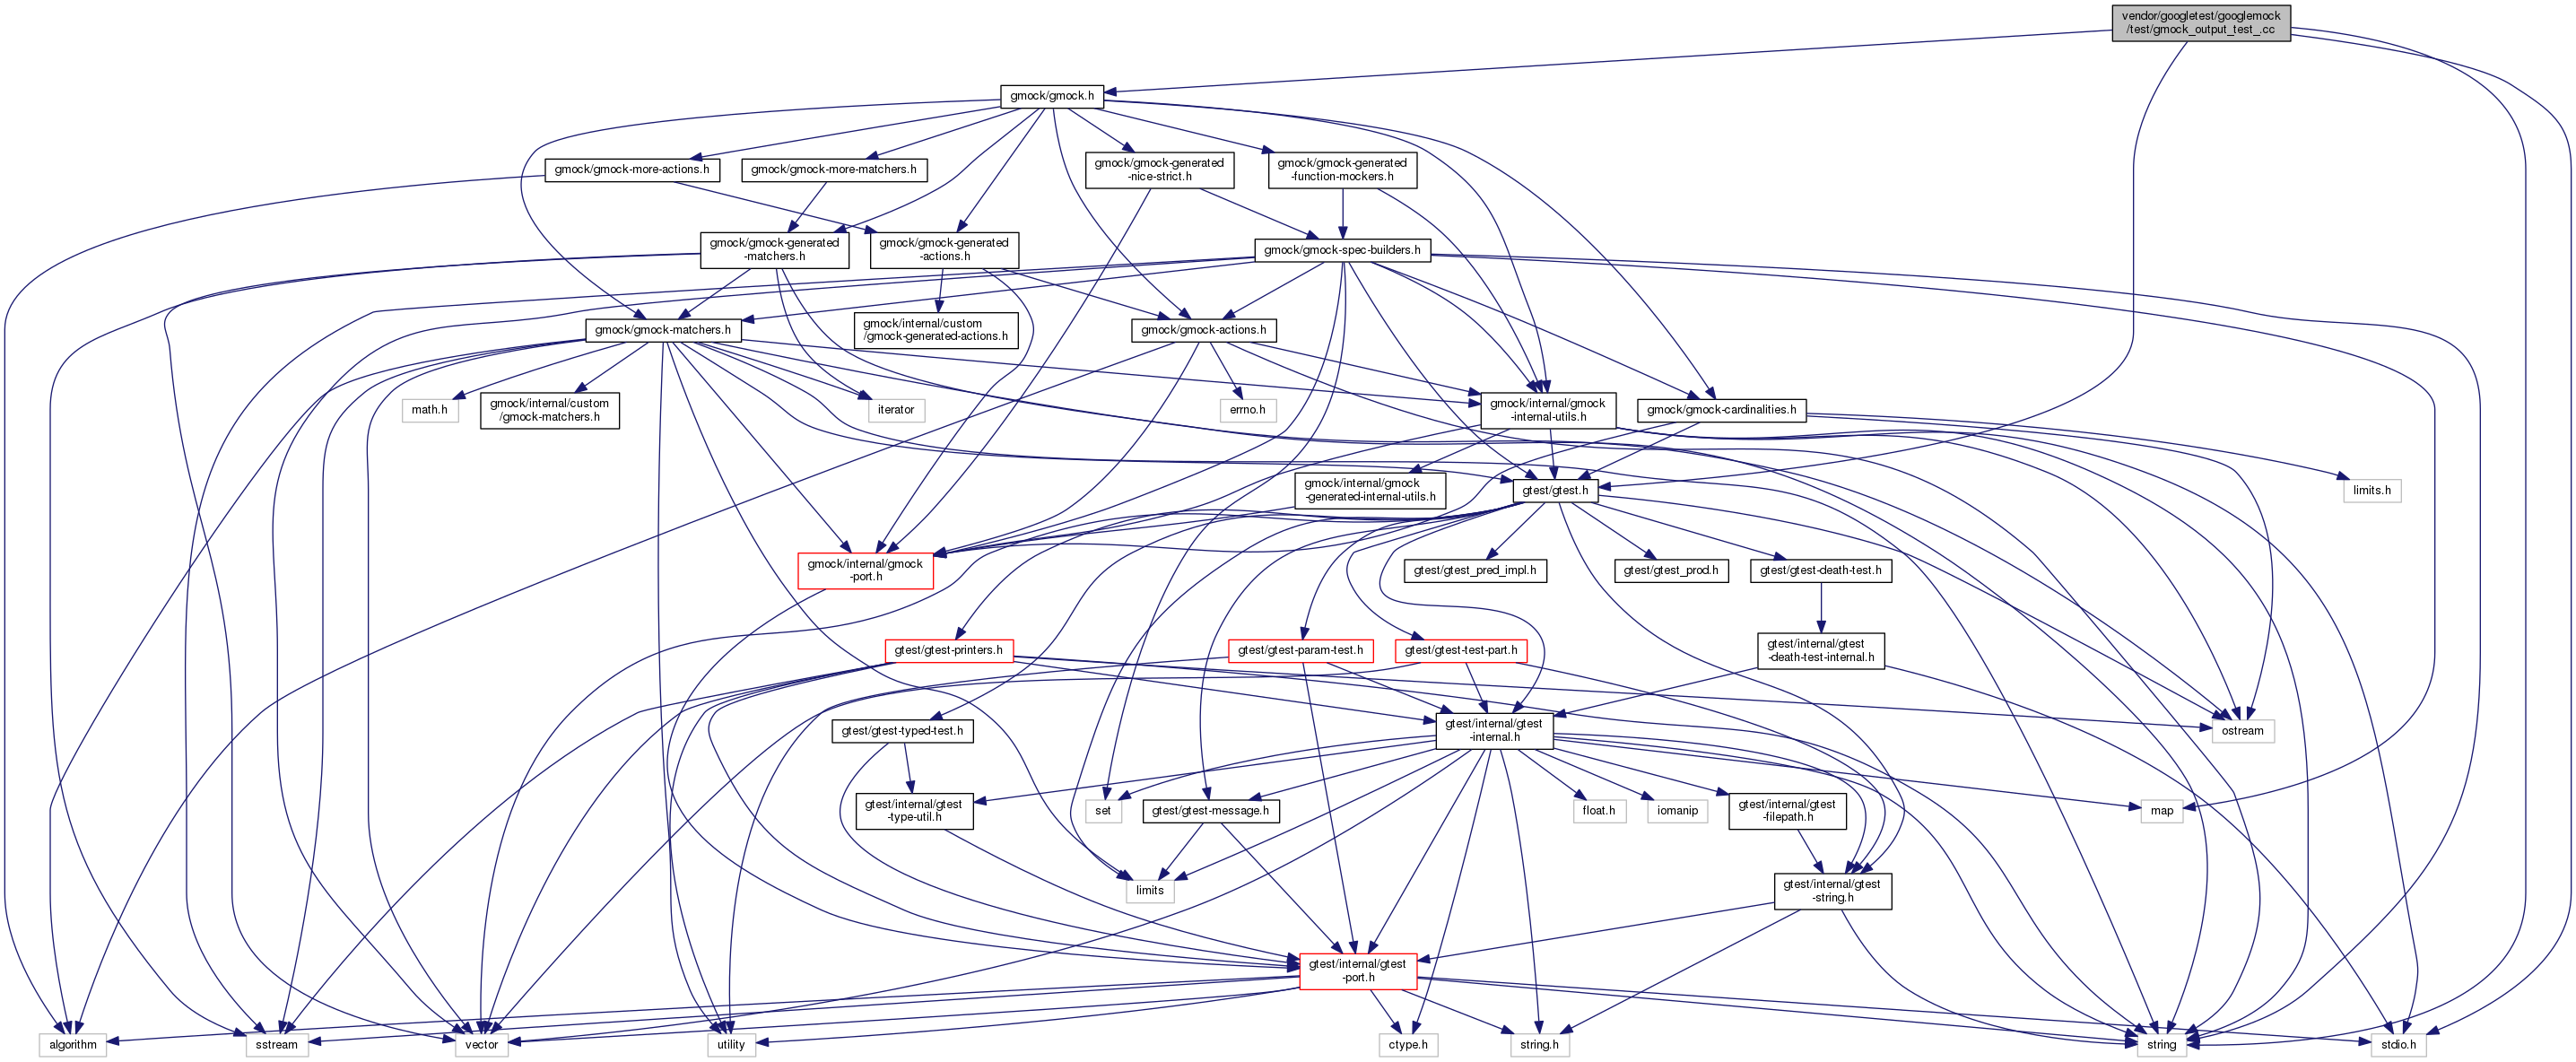 vendor/googletest/googlemock
/test/gmock_output_test_.cc
gmock/gmock.h
gmock/gmock-more-actions.h
gmock/gmock-more-matchers.h
gmock/gmock-generated
-nice-strict.h
gmock/gmock-generated
-function-mockers.h
gmock/gmock-generated
-matchers.h
gmock/gmock-generated
-actions.h
gmock/gmock-spec-builders.h
gmock/gmock-matchers.h
gmock/internal/custom
/gmock-generated-actions.h
gmock/gmock-actions.h
math.h
gmock/internal/custom
/gmock-matchers.h
iterator
errno.h
gmock/internal/gmock
-internal-utils.h
gmock/gmock-cardinalities.h
gmock/internal/gmock
-generated-internal-utils.h
gtest/gtest.h
limits.h
gmock/internal/gmock
-port.h
gtest/gtest_pred_impl.h
gtest/gtest_prod.h
gtest/gtest-death-test.h
gtest/gtest-printers.h
gtest/gtest-param-test.h
gtest/gtest-test-part.h
gtest/internal/gtest
-death-test-internal.h
gtest/gtest-typed-test.h
gtest/internal/gtest
-internal.h
ostream
gtest/internal/gtest
-type-util.h
set
gtest/gtest-message.h
float.h
iomanip
gtest/internal/gtest
-filepath.h
map
limits
gtest/internal/gtest
-string.h
gtest/internal/gtest
-port.h
algorithm
sstream
vector
utility
ctype.h
string.h
string
stdio.h